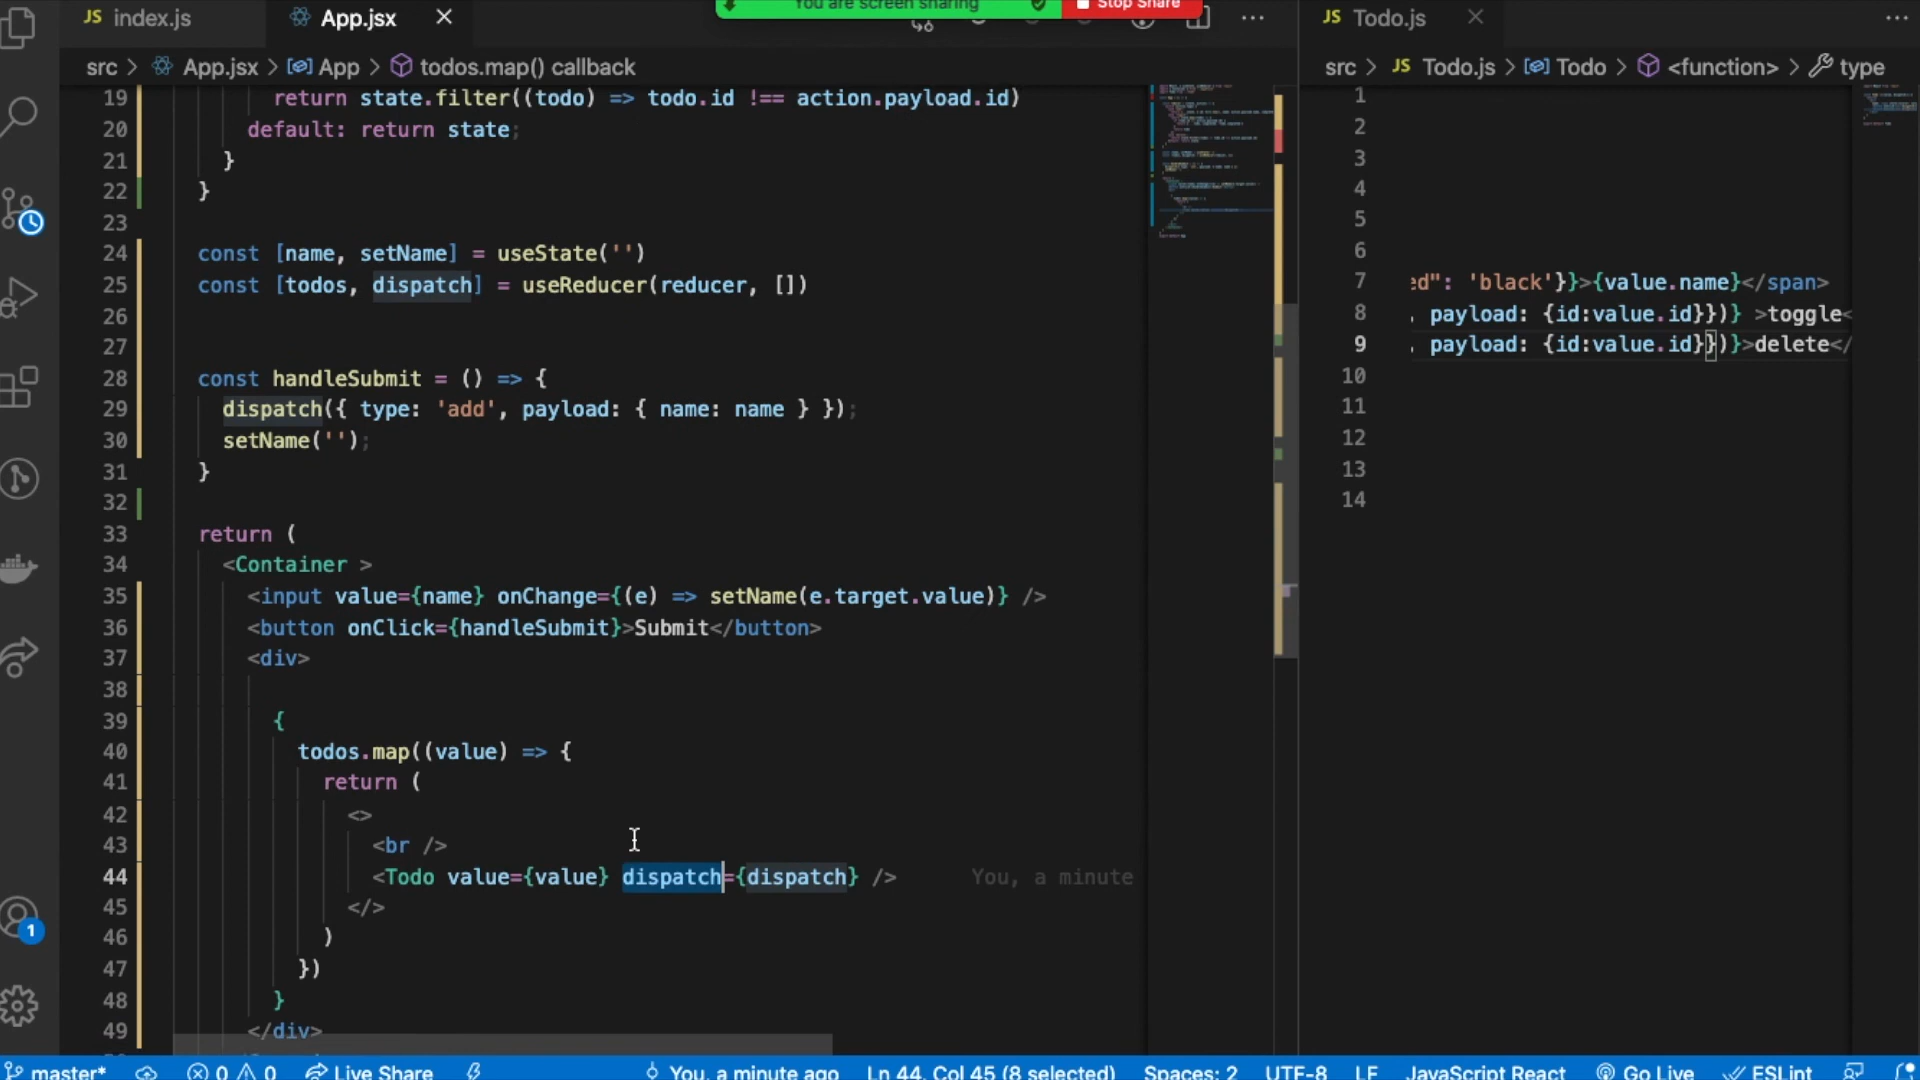 JS index.js
App.jsx
You are screen sharing
Stop Share
src > App.jsx > App > todos.map() callback
19 return state.filter((todo) => todo.id !== action.payload.id)
20 default: return state;
21 }
22 }
23
24 const [name, setName] = useState('')
25 const [todos, dispatch] = useReducer(reducer, [])
26
27
28 const handleSubmit = () => {
29 dispatch({ type: 'add', payload: { name: name } });
30 setName('');
31 }
32
33 return (
34 <Container >
35 <input value={name} onChange={(e) => setName(e.target.value)} />
36 <button onClick={handleSubmit}>Submit</button>
37 <div>
38
39 {
40 todos.map((value) => {
41 return (
42 <>
43 <br />
44 <Todo value={value} dispatch={dispatch} /> You, a minute
45 </>
46 )
47 })
48 }
49 </div>
JS Todo.js
src > JS Todo.js > Todo > <function> > type
1
2
3
4
5
6
7 ed": 'black'}}>{value.name}</span>
8 , payload: {id:value.id}})} >toggle<
9 , payload: {id:value.id}})}>delete</
10
11
12
13
14
1
master* 0 0 Live Share You, a minute ago Ln 44, Col 45 (8 selected) Spaces: 2 UTF-8 LF JavaScript React Go Live ESLint